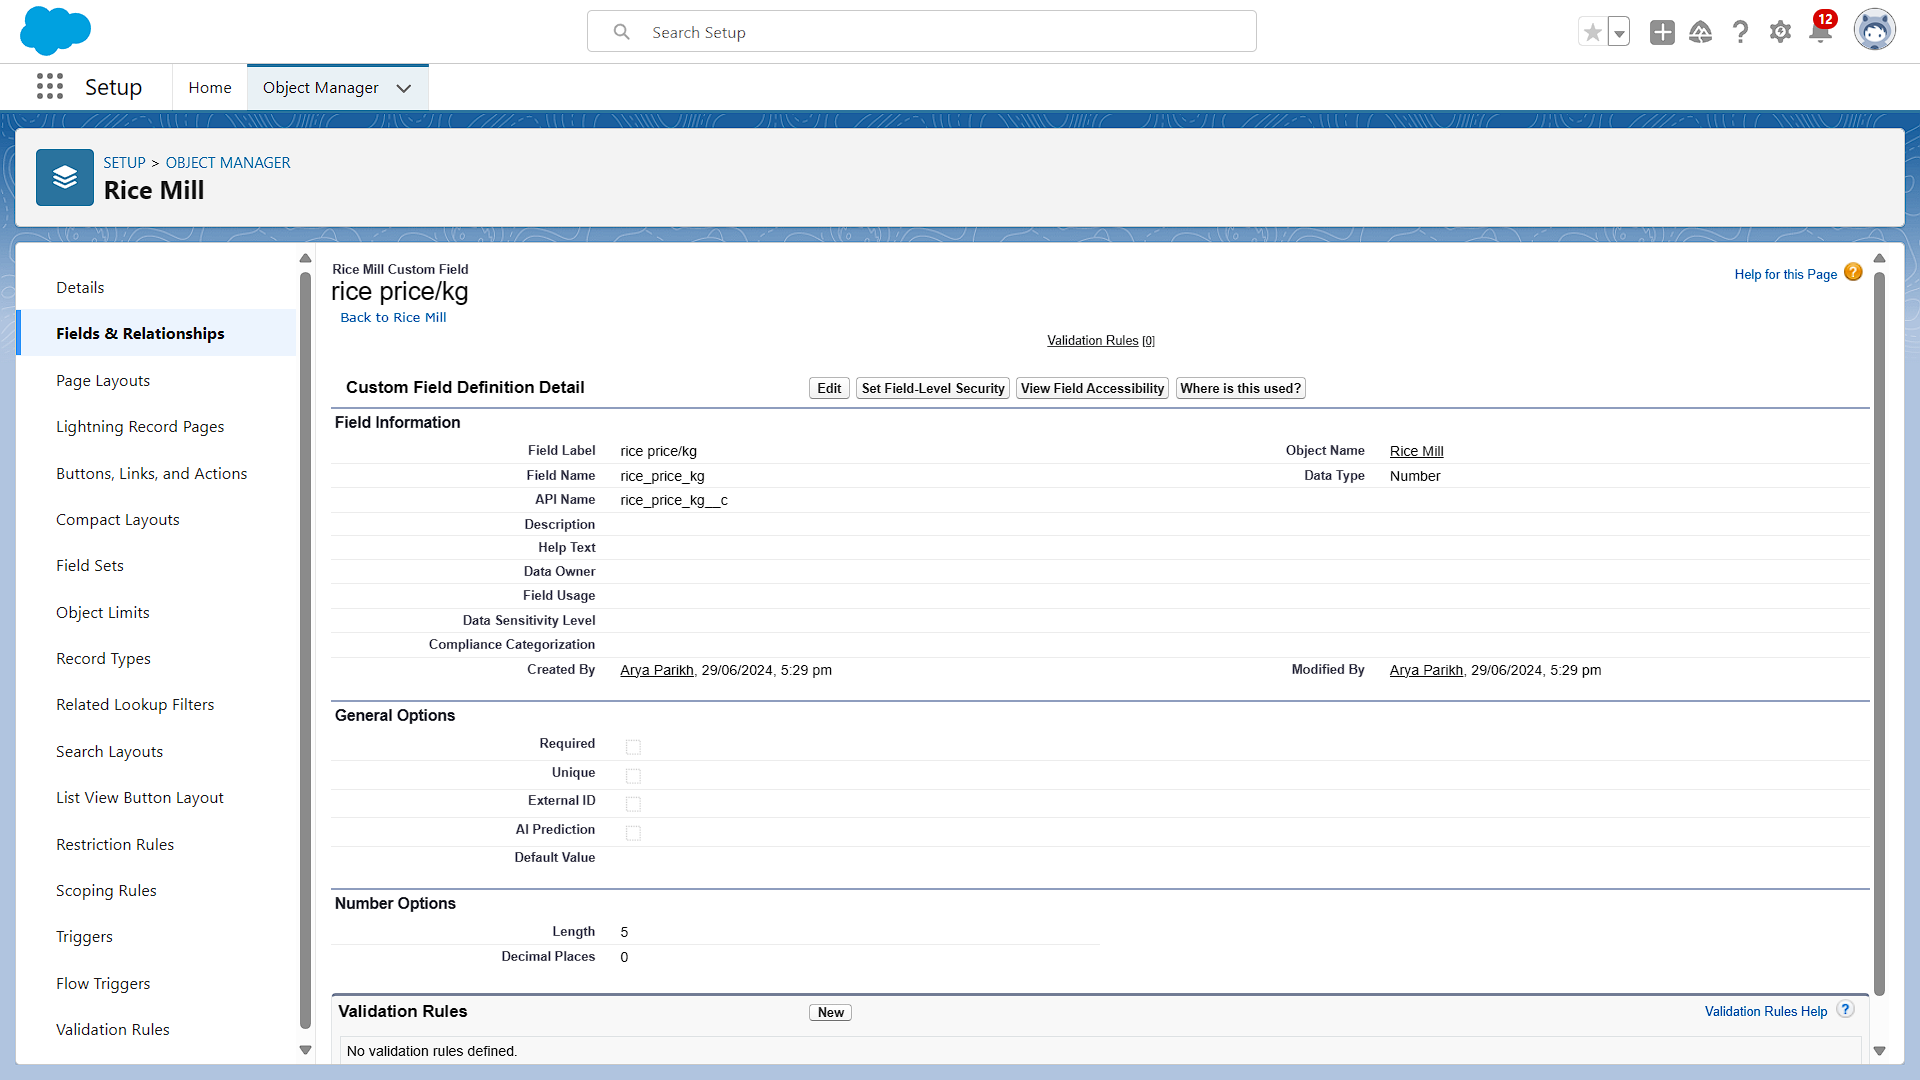 Search Setup
12
Setup
Home
Object Manager
SETUP > OBJECT MANAGER
Rice Mill
Details
Fields & Relationships
Page Layouts
Lightning Record Pages
Buttons, Links, and Actions
Compact Layouts
Field Sets
Object Limits
Record Types
Related Lookup Filters
Search Layouts
List View Button Layout
Restriction Rules
Scoping Rules
Triggers
Flow Triggers
Validation Rules
Rice Mill Custom Field
rice price/kg
Back to Rice Mill
Help for this Page ?
Validation Rules [0]
Custom Field Definition Detail Edit Set Field-Level Security View Field Accessibility Where is this used?
Field Information
Field Label rice price/kg Object Name Rice Mill
Field Name rice_price_kg Data Type Number
API Name rice_price_kg__c
Description
Help Text
Data Owner
Field Usage
Data Sensitivity Level
Compliance Categorization
Created By Arya Parikh, 29/06/2024, 5:29 pm Modified By Arya Parikh, 29/06/2024, 5:29 pm
General Options
Required
Unique
External ID
AI Prediction
Default Value
Number Options
Length 5
Decimal Places 0
Validation Rules New Validation Rules Help ?
No validation rules defined.